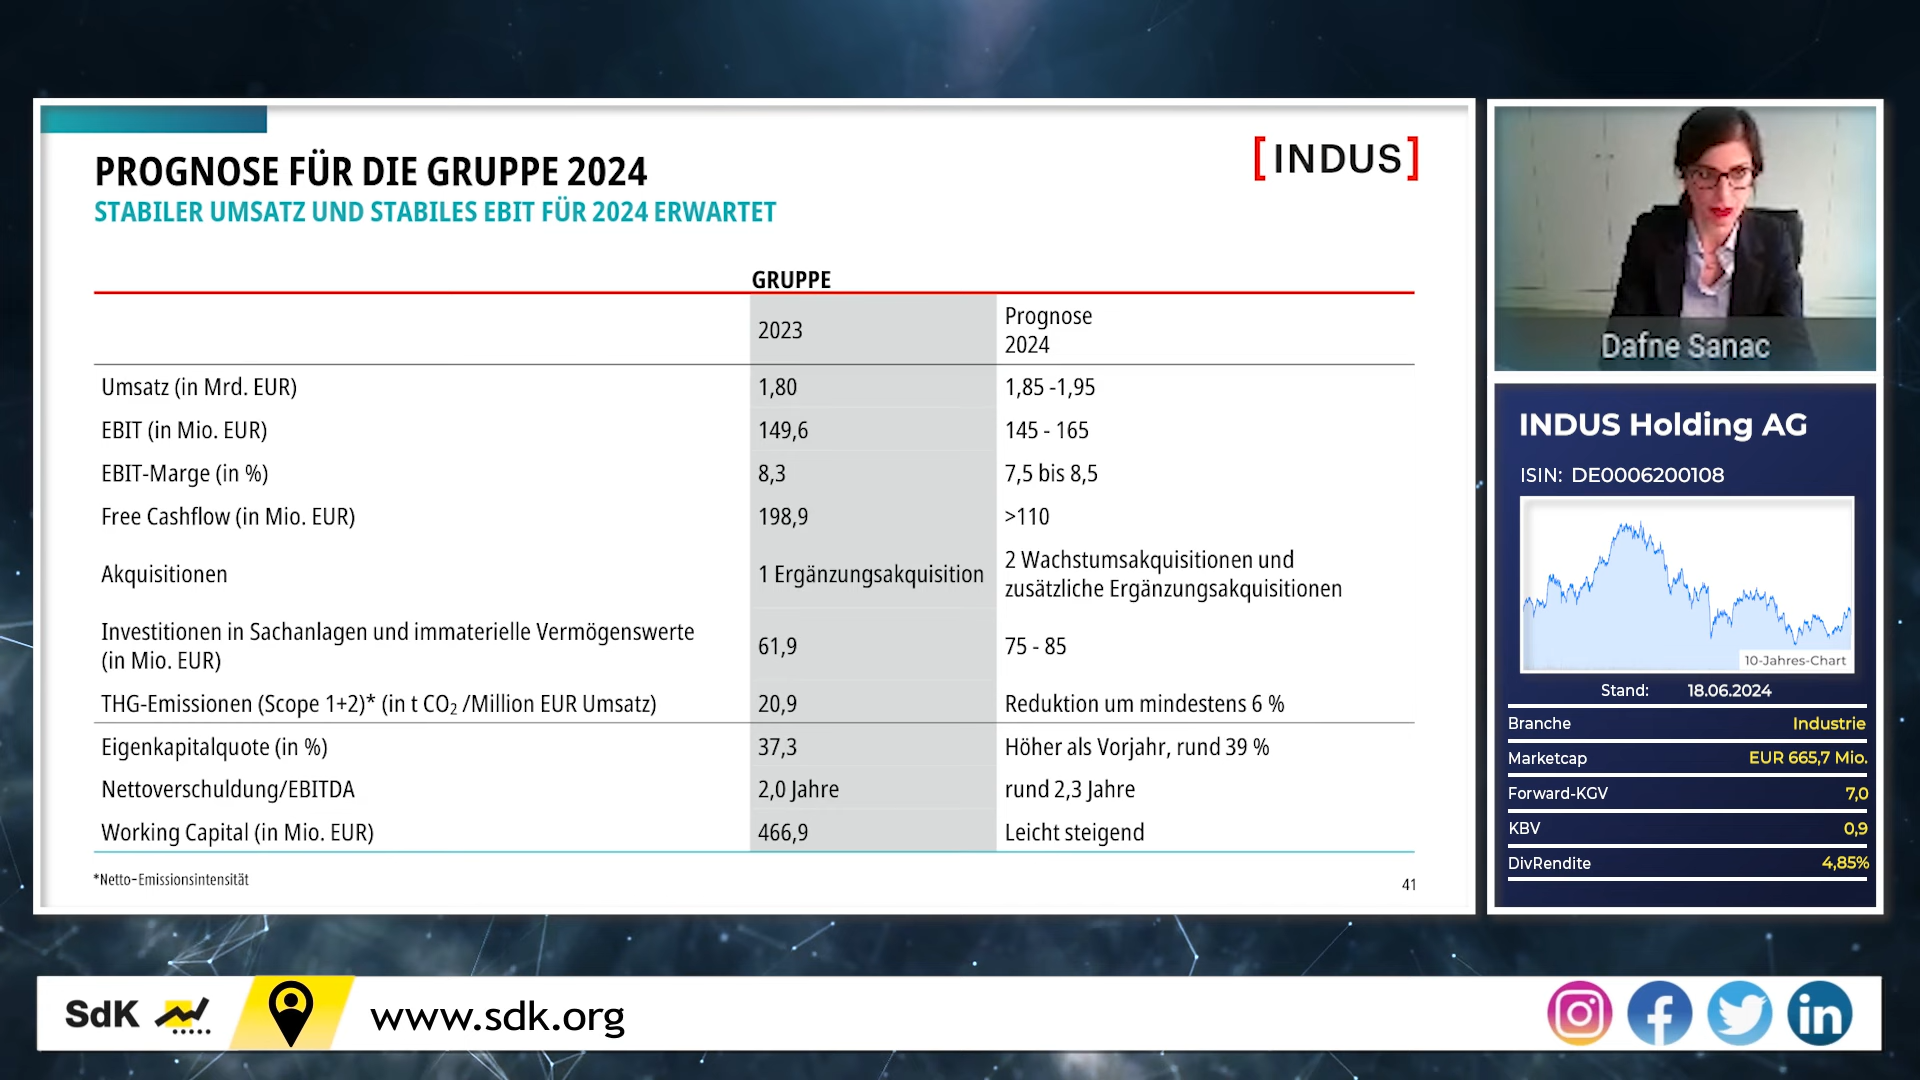 PROGNOSE FÜR DIE GRUPPE 2024
STABILER UMSATZ UND STABILES EBIT FÜR 2024 ERWARTET
[INDUS]
GRUPPE
2023
Prognose
2024
Umsatz (in Mrd. EUR) 1,80 1,85 -1,95
EBIT (in Mio. EUR) 149,6 145 - 165
EBIT-Marge (in %) 8,3 7,5 bis 8,5
Free Cashflow (in Mio. EUR) 198,9 >110
Akquisitionen 1 Ergänzungsakquisition
2 Wachstumsakquisitionen und
zusätzliche Ergänzungsakquisitionen
Investitionen in Sachanlagen und immaterielle Vermögenswerte
(in Mio. EUR)
61,9 75 - 85
THG-Emissionen (Scope 1+2)* (in t CO₂ /Million EUR Umsatz) 20,9 Reduktion um mindestens 6 %
Eigenkapitalquote (in %) 37,3 Höher als Vorjahr, rund 39 %
Nettoverschuldung/EBITDA 2,0 Jahre rund 2,3 Jahre
Working Capital (in Mio. EUR) 466,9 Leicht steigend
*Netto-Emissionsintensität
41
Dafne Sanac
INDUS Holding AG
ISIN: DE0006200108
10-Jahres-Chart
Stand: 18.06.2024
Branche Industrie
Marketcap EUR 665,7 Mio.
Forward-KGV 7,0
KBV 0,9
DivRendite 4,85%
SdK
www.sdk.org